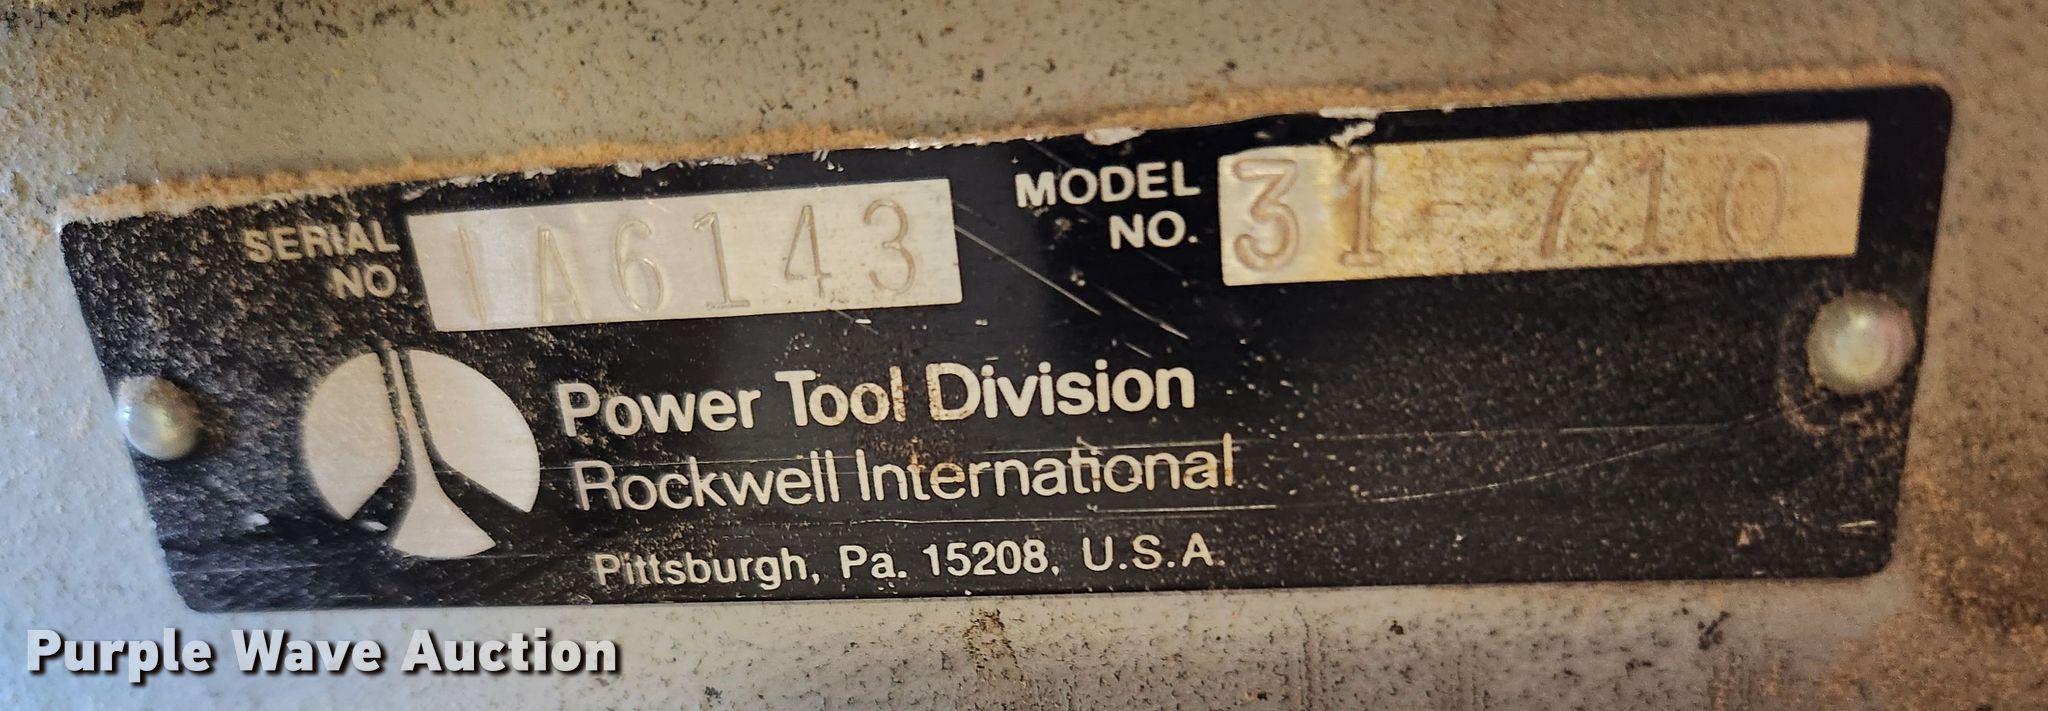 SERIAL NO. 1A6143
MODEL NO. 31-710
Power Tool Division
Rockwell International
Pittsburgh, Pa. 15208, U.S.A.
Purple Wave Auction